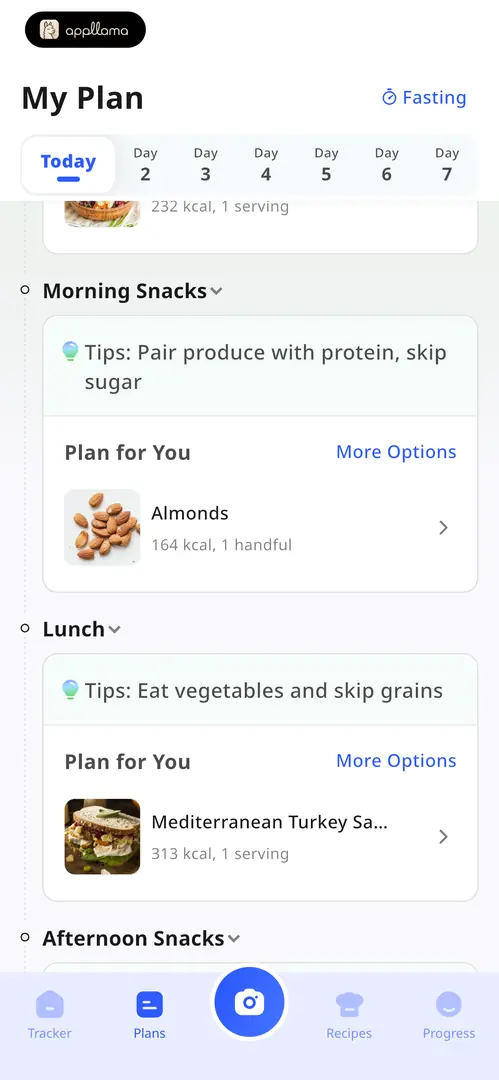 appllama
My Plan
Fasting
Today
Day
2
Day
3
Day
4
Day
5
Day
6
Day
7
232 kcal, 1 serving
Morning Snacks
Tips: Pair produce with protein, skip
sugar
Plan for You
More Options
Almonds
164 kcal, 1 handful
Lunch
Tips: Eat vegetables and skip grains
Plan for You
More Options
Mediterranean Turkey Sa...
313 kcal, 1 serving
Afternoon Snacks
Tracker
Plans
Recipes
Progress